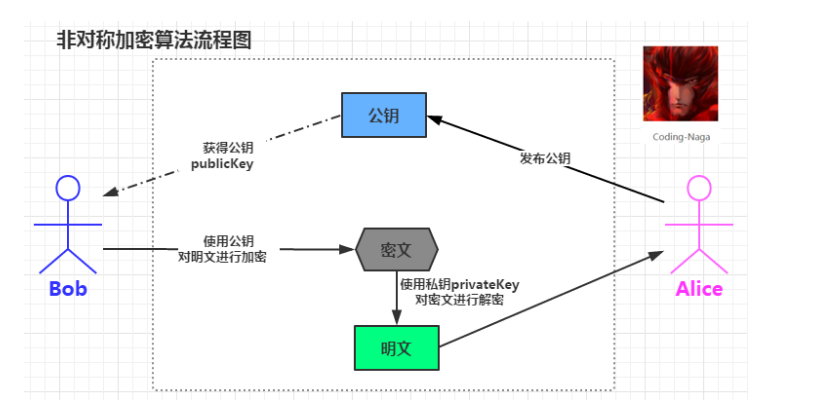 非对称加密算法流程图
公钥
Coding-Naga
获得公钥
publicKey
发布公钥
使用公钥
对明文进行加密
密文
Bob
Alice
使用私钥privateKey
对密文进行解密
明文